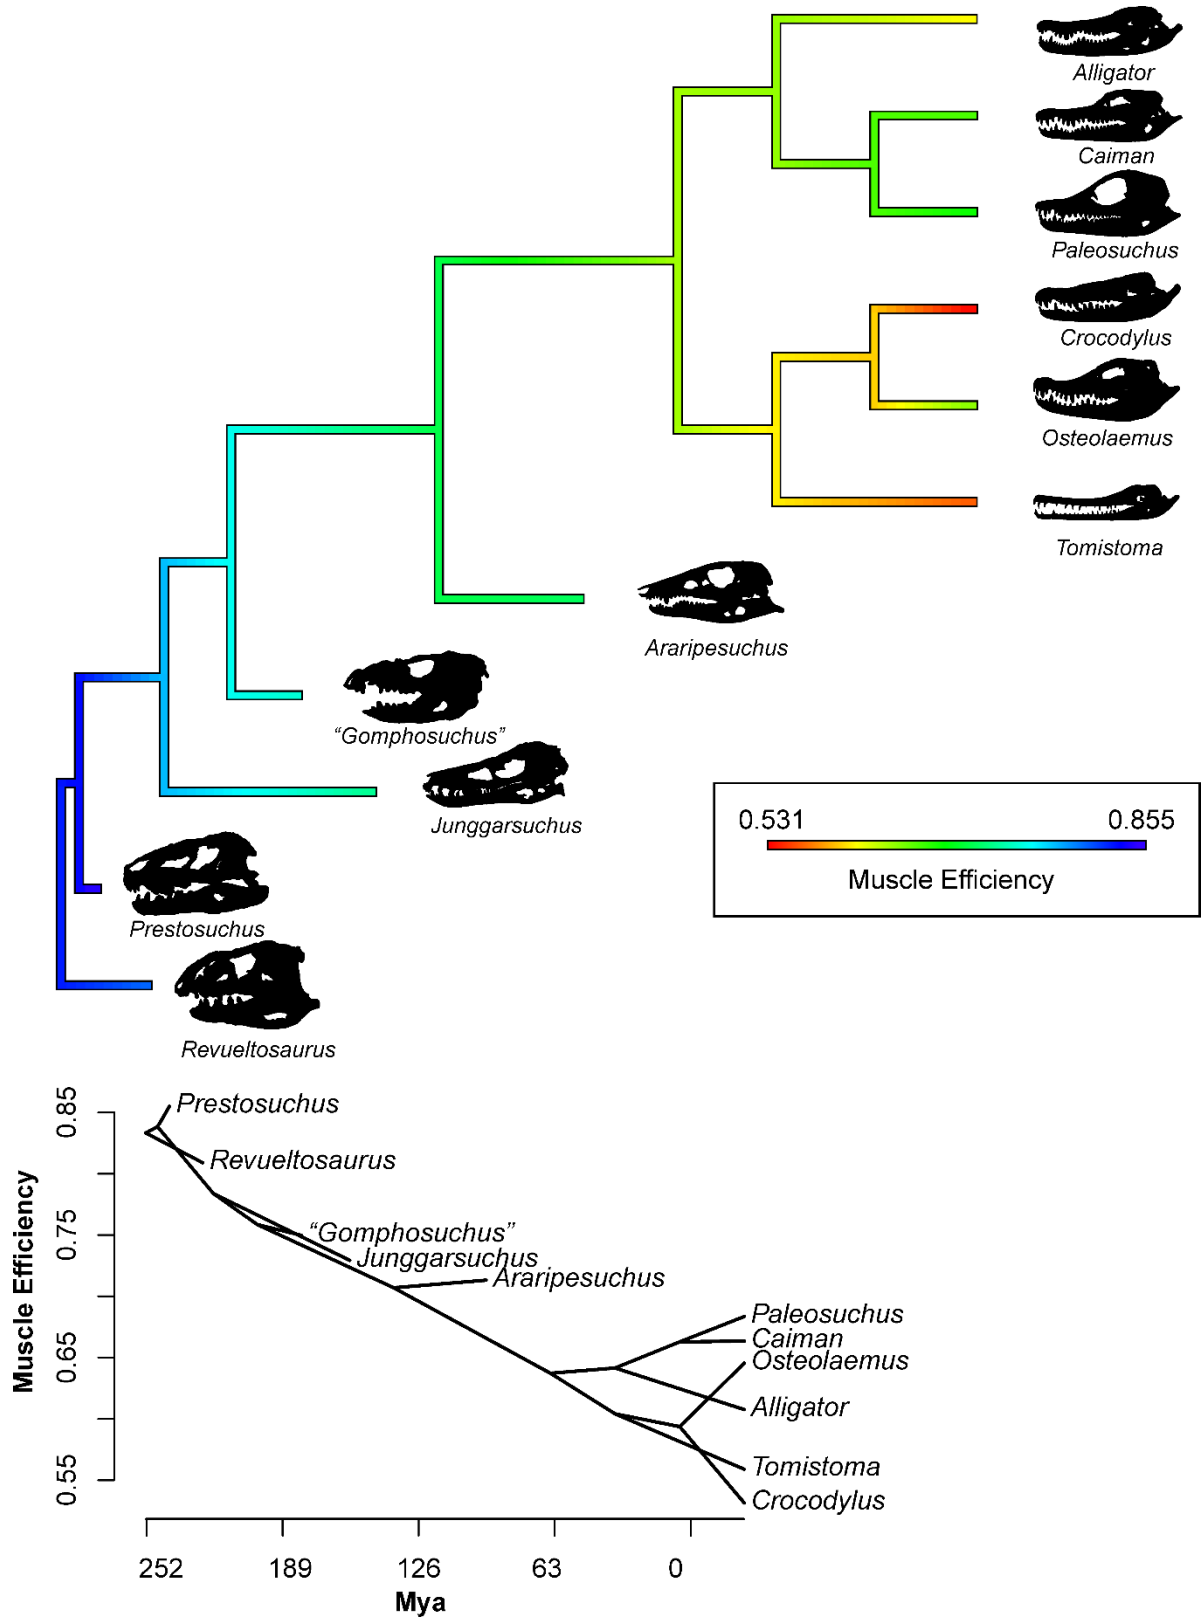 Alligator
Caiman
Paleosuchus
Crocodylus
Osteolaemus
Tomistoma
Araripesuchus
“Gomphosuchus”
Junggarsuchus
0.531 0.855
Muscle Efficiency
Prestosuchus
Revueltosaurus
0.85
0.75
0.65
0.55
Muscle Efficiency
Prestosuchus
Revueltosaurus
“Gomphosuchus”
Junggarsuchus
Araripesuchus
Paleosuchus
Caiman
Osteolaemus
Alligator
Tomistoma
Crocodylus
252 189 126 63 0
Mya